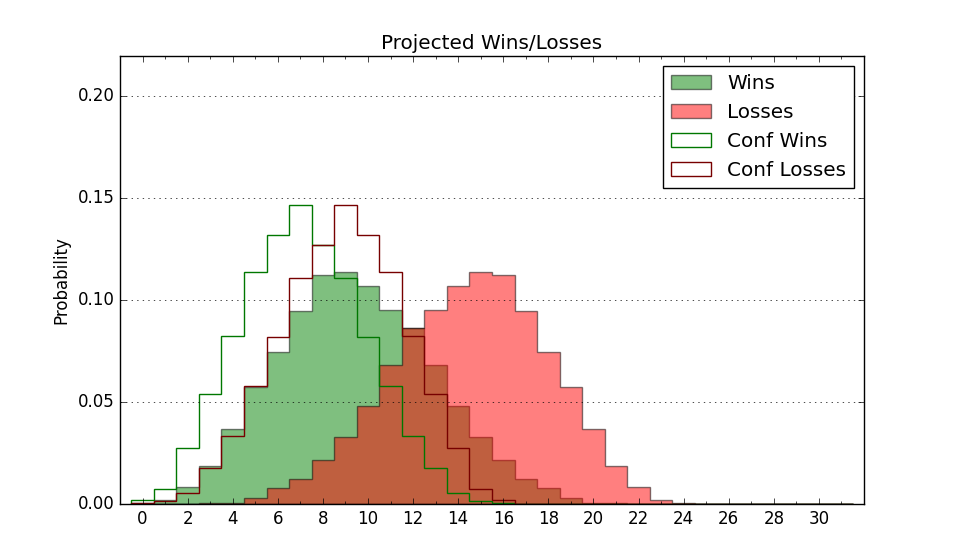 Projected Wins/Losses
Wins
Losses
Conf Wins
Conf Losses
Probability
0.20
0.15
0.10
0.05
0.00
0 2 4 6 8 10 12 14 16 18 20 22 24 26 28 30